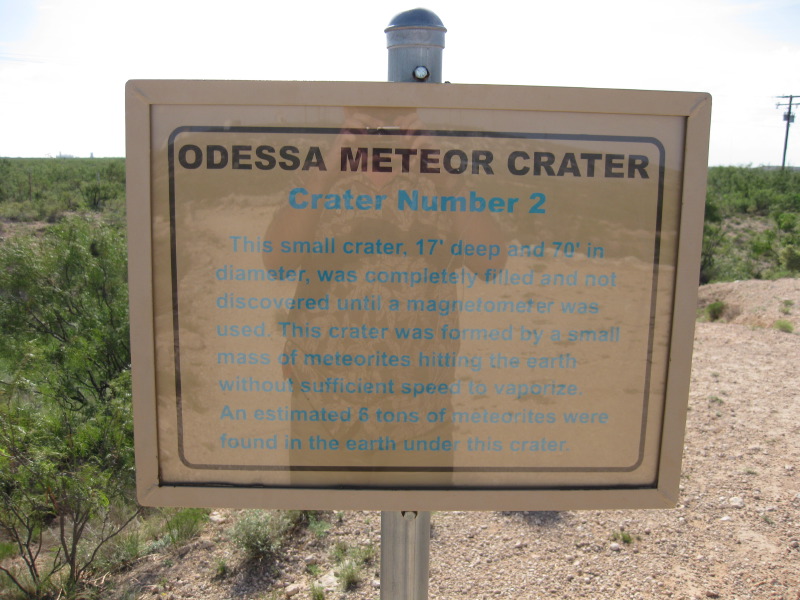 ODESSA METEOR CRATER
Crater Number 2
This small crater, 17' deep and 70' in
diameter, was completely filled and not
discovered until a magnetometer was
used. This crater was formed by a small
mass of meteorites hitting the earth
without sufficient speed to vaporize.
An estimated 6 tons of meteorites were
found in the earth under this crater.